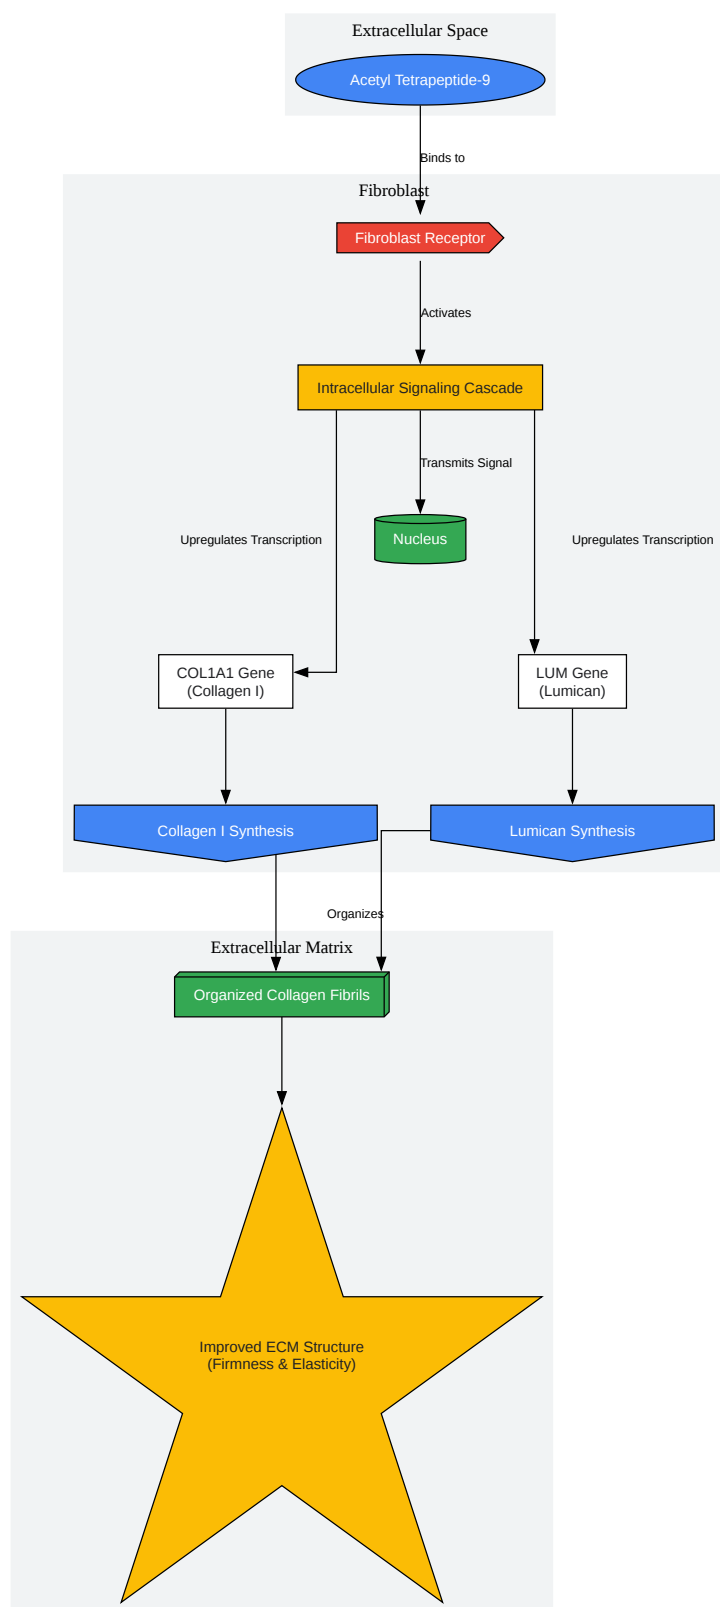 Extracellular Space
Acetyl Tetrapeptide-9
Binds to
Fibroblast
Fibroblast Receptor
Activates
Intracellular Signaling Cascade
Transmits Signal
Upregulates Transcription
Nucleus
Upregulates Transcription
COL1A1 Gene
(Collagen I)
LUM Gene
(Lumican)
Collagen I Synthesis
Lumican Synthesis
Organizes
Extracellular Matrix
Organized Collagen Fibrils
Improved ECM Structure
(Firmness & Elasticity)